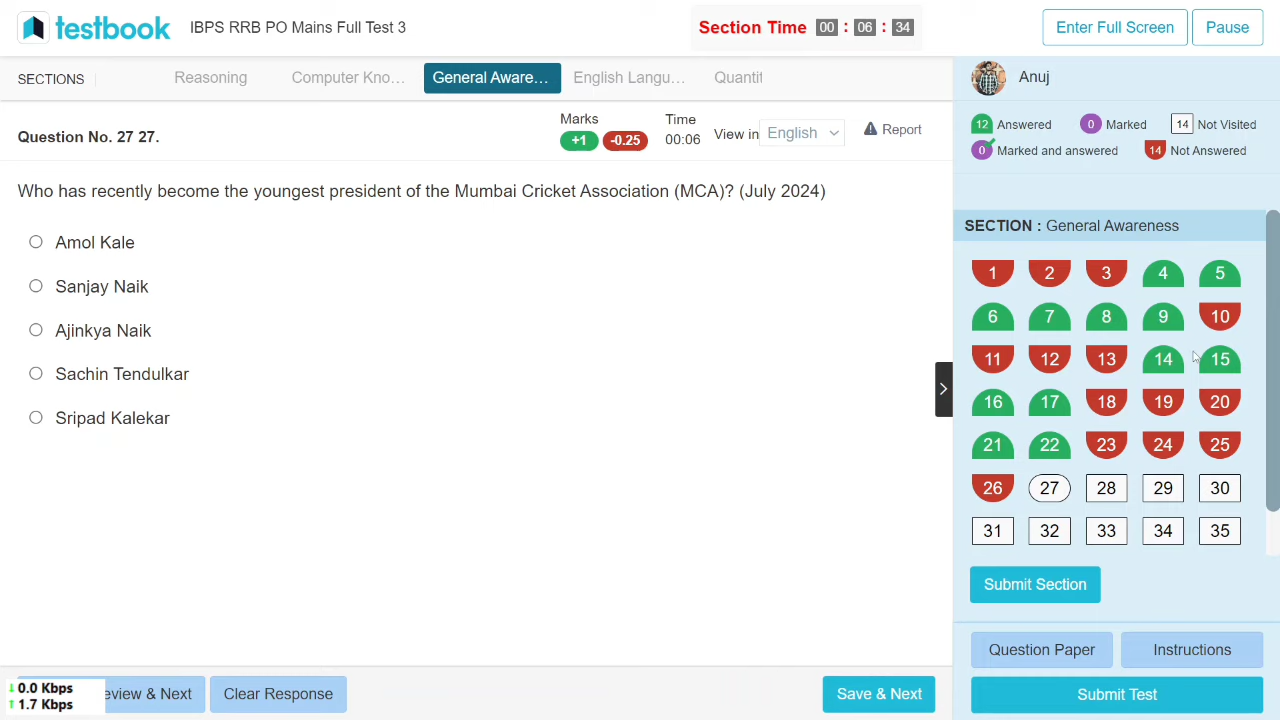 testbook
IBPS RRB PO Mains Full Test 3
Section Time 00 : 06 : 34
Enter Full Screen
Pause
SECTIONS
Reasoning
Computer Kno...
General Aware...
English Langu...
Quantit
Anuj
Question No. 27 27.
Marks
+1 -0.25
Time
00:06
View in English
Report
12 Answered
0 Marked
14 Not Visited
0 Marked and answered
14 Not Answered
Who has recently become the youngest president of the Mumbai Cricket Association (MCA)? (July 2024)
Amol Kale
Sanjay Naik
Ajinkya Naik
Sachin Tendulkar
Sripad Kalekar
SECTION : General Awareness
1 2 3 4 5
6 7 8 9 10
11 12 13 14 15
16 17 18 19 20
21 22 23 24 25
26 27 28 29 30
31 32 33 34 35
Submit Section
Question Paper
Instructions
Submit Test
0.0 Kbps
1.7 Kbps
eview & Next
Clear Response
Save & Next